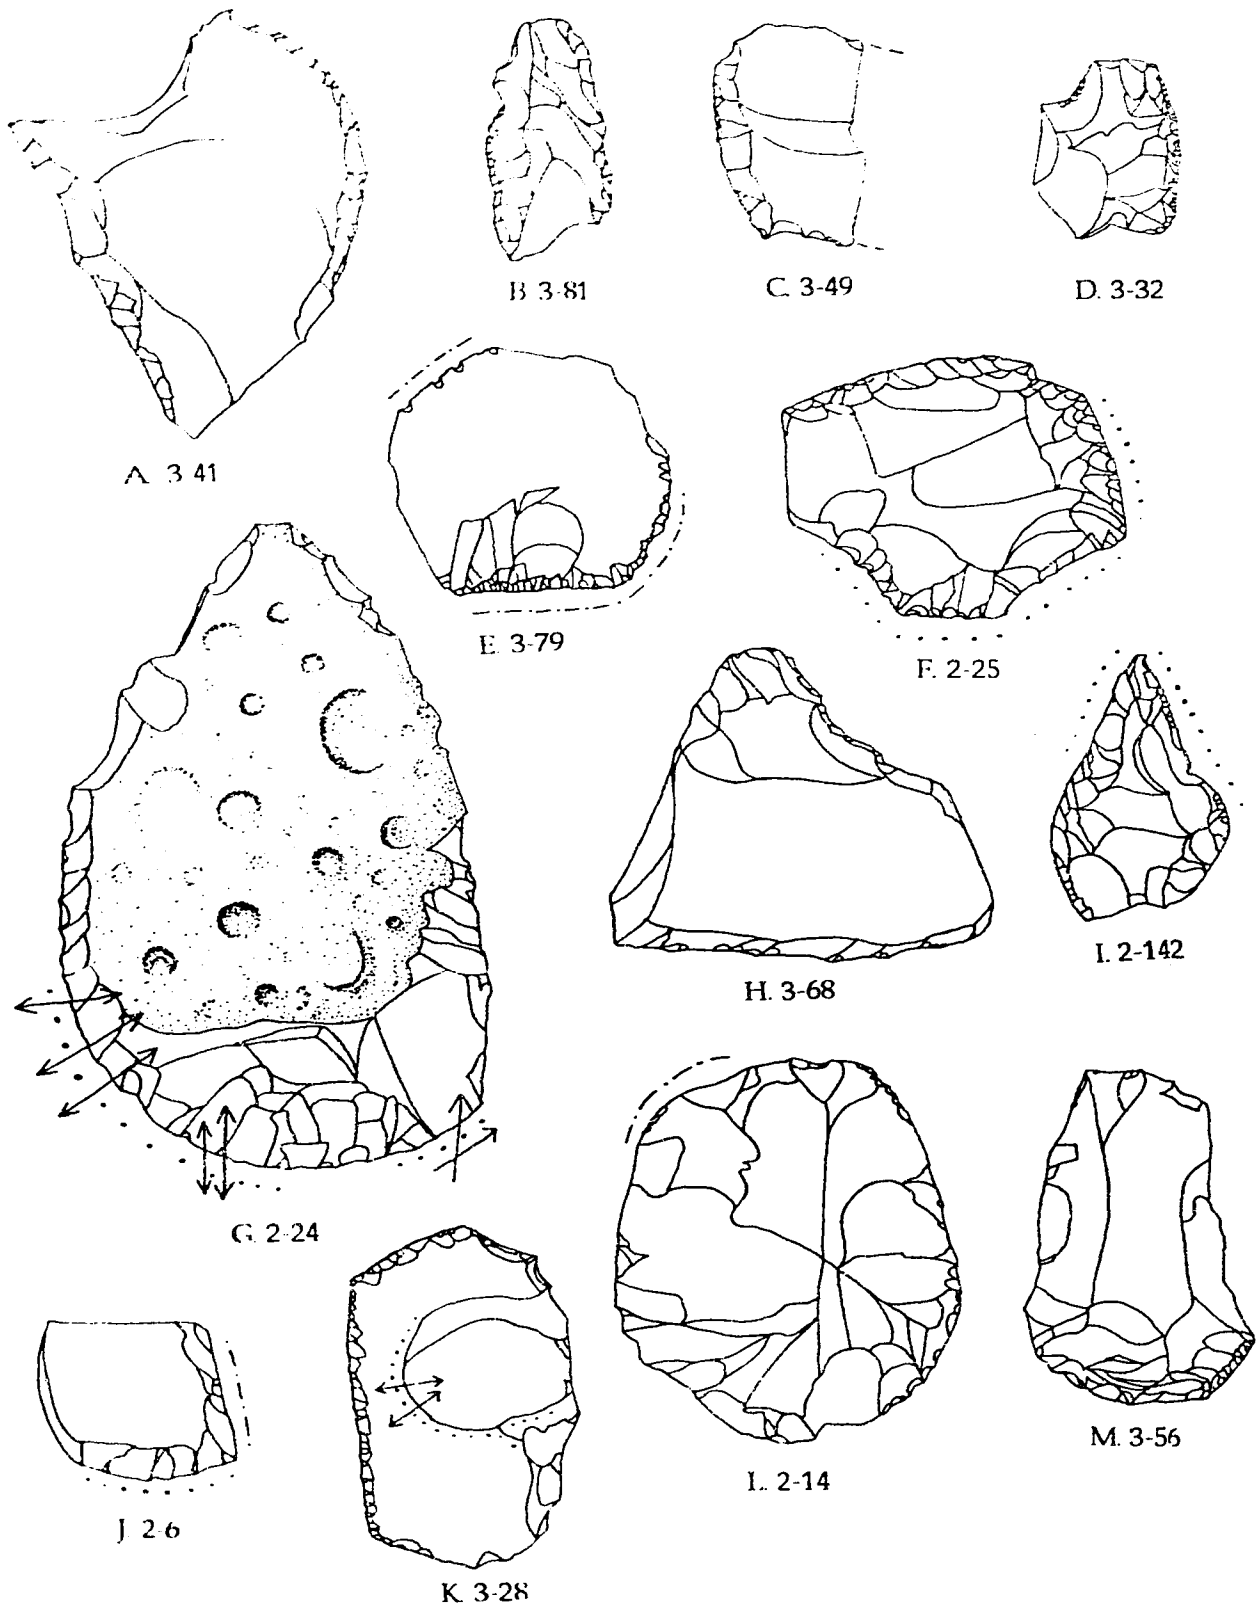 A. 3-41
B. 3-81
C. 3-49
D. 3-32
E. 3-79
F. 2-25
G. 2-24
H. 3-68
I. 2-142
J. 2-6
K. 3-28
L. 2-14
M. 3-56